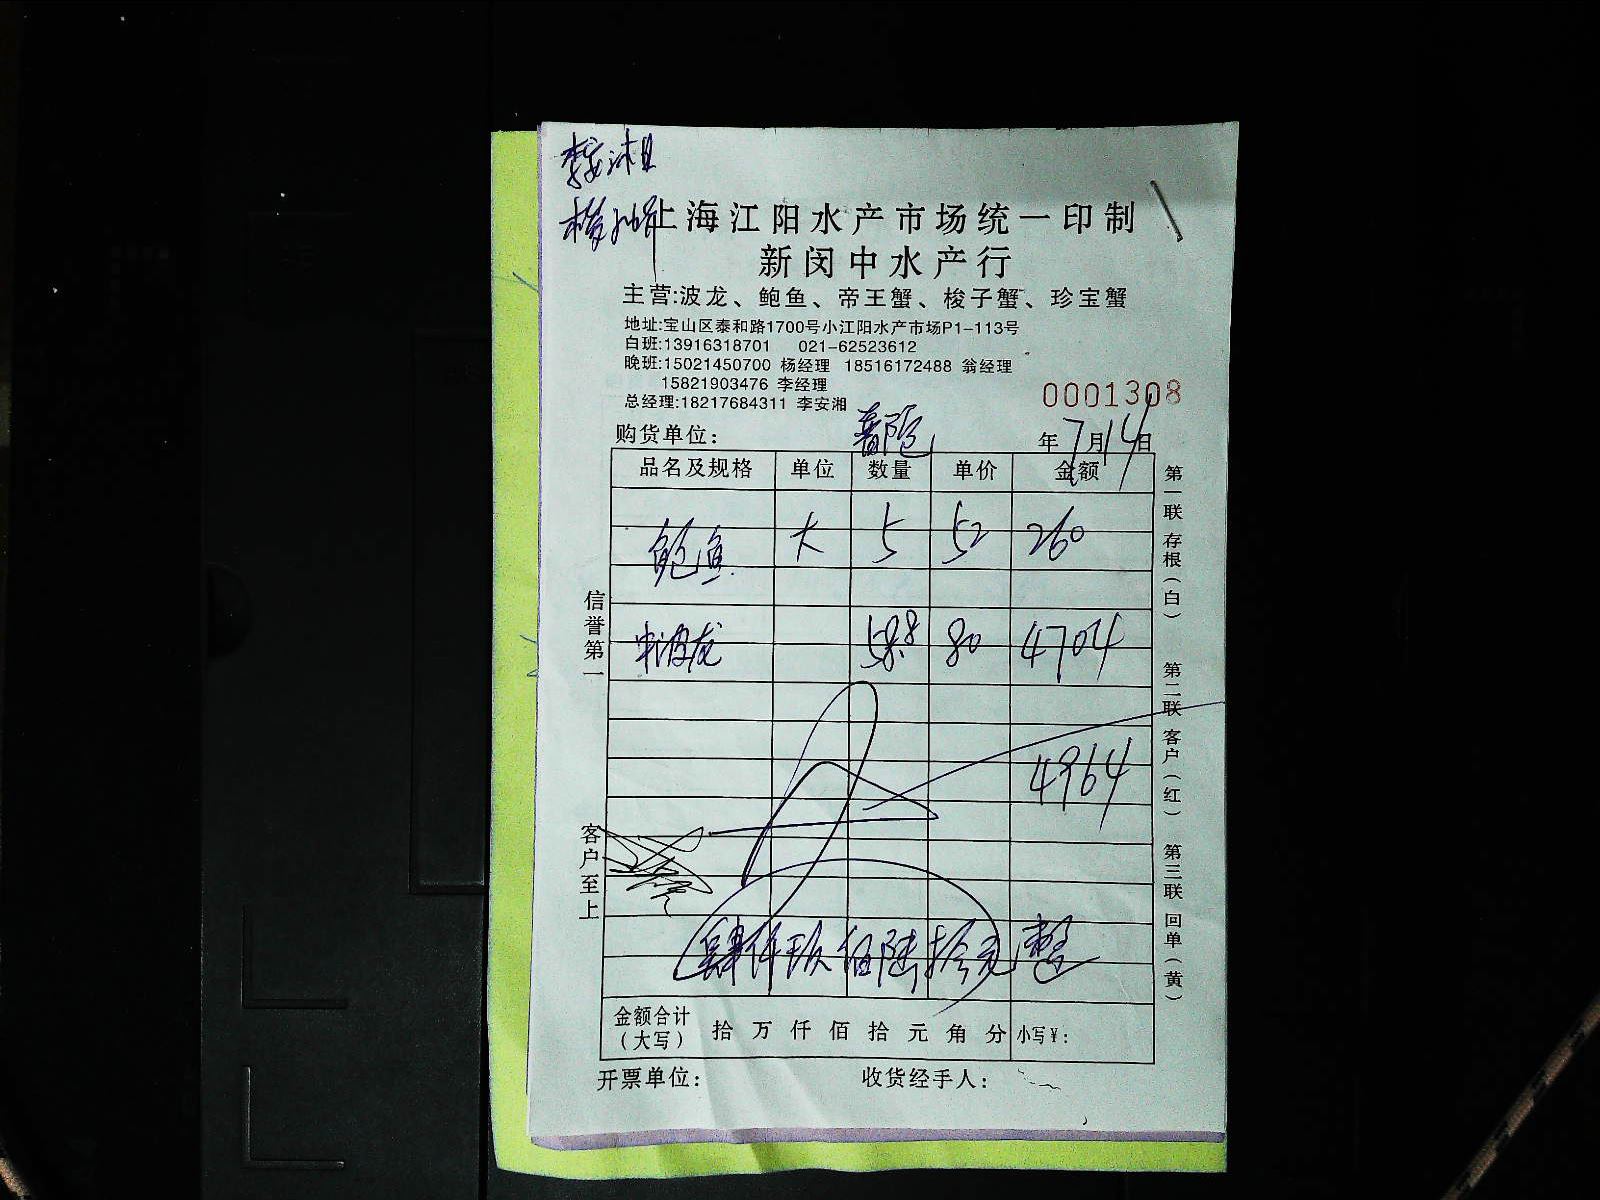 上海江阳水产市场统一印制
新闵中水产行
主营:波龙、鲍鱼、帝王蟹、梭子蟹、珍宝蟹
地址:宝山区泰和路1700号小江阳水产市场P1-113号
白班:13916318701 021-62523612
晚班:15021450700 杨经理 18516172488 翁经理
15821903476 李经理
总经理:18217684311 李安湘
0001308
购货单位: 年7月14日
品名及规格 单位 数量 单价 金额
鲍鱼 大 5 52 260
中波龙 58.8 80 4704
4964
肆仟玖佰陆拾元整
金额合计(大写) 拾 万 仟 佰 拾 元 角 分 小写¥:
开票单位: 收货经手人:
信誉第一
客户至上
第一联 存根(白)
第二联 客户(红)
第三联 回单(黄)